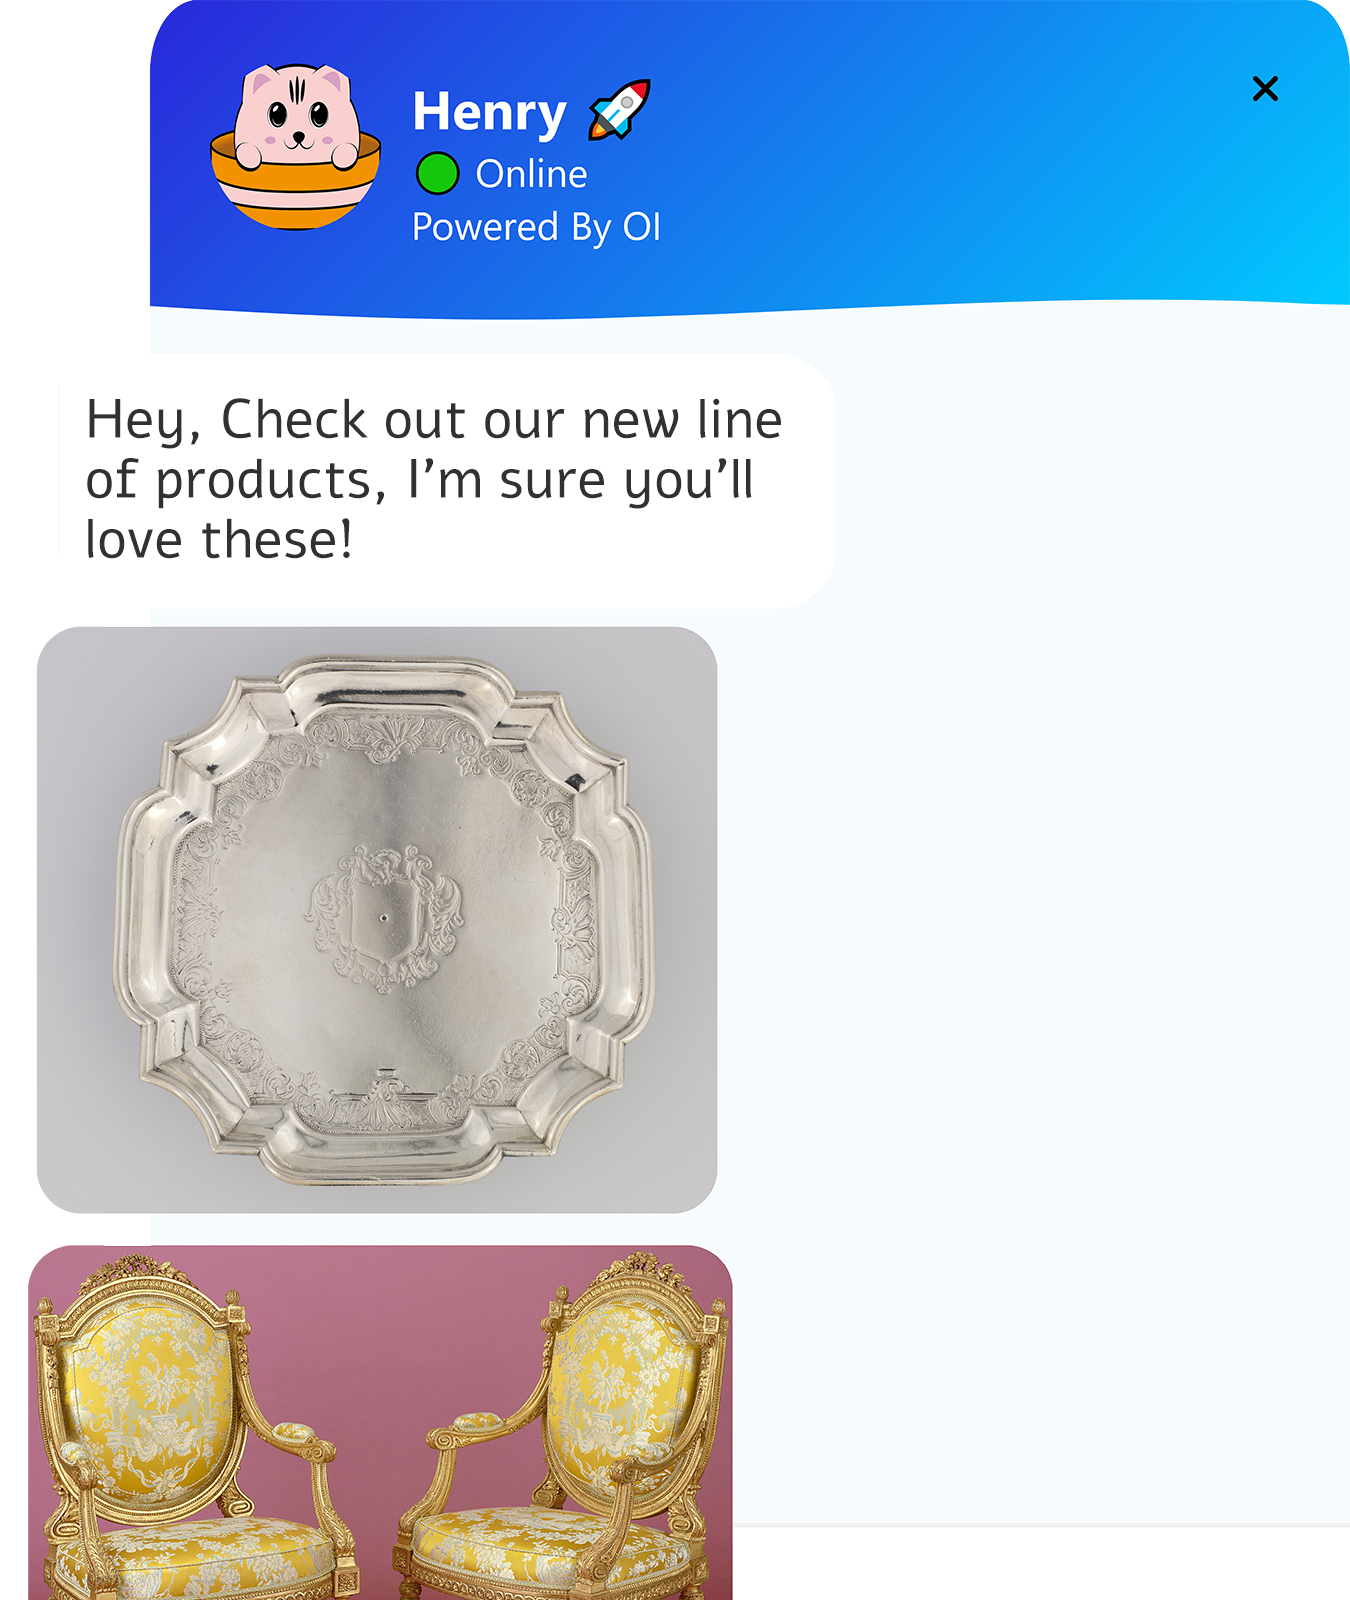 Henry 🚀
Online
Powered By OI
Hey, Check out our new line
of products, I'm sure you'll
love these!